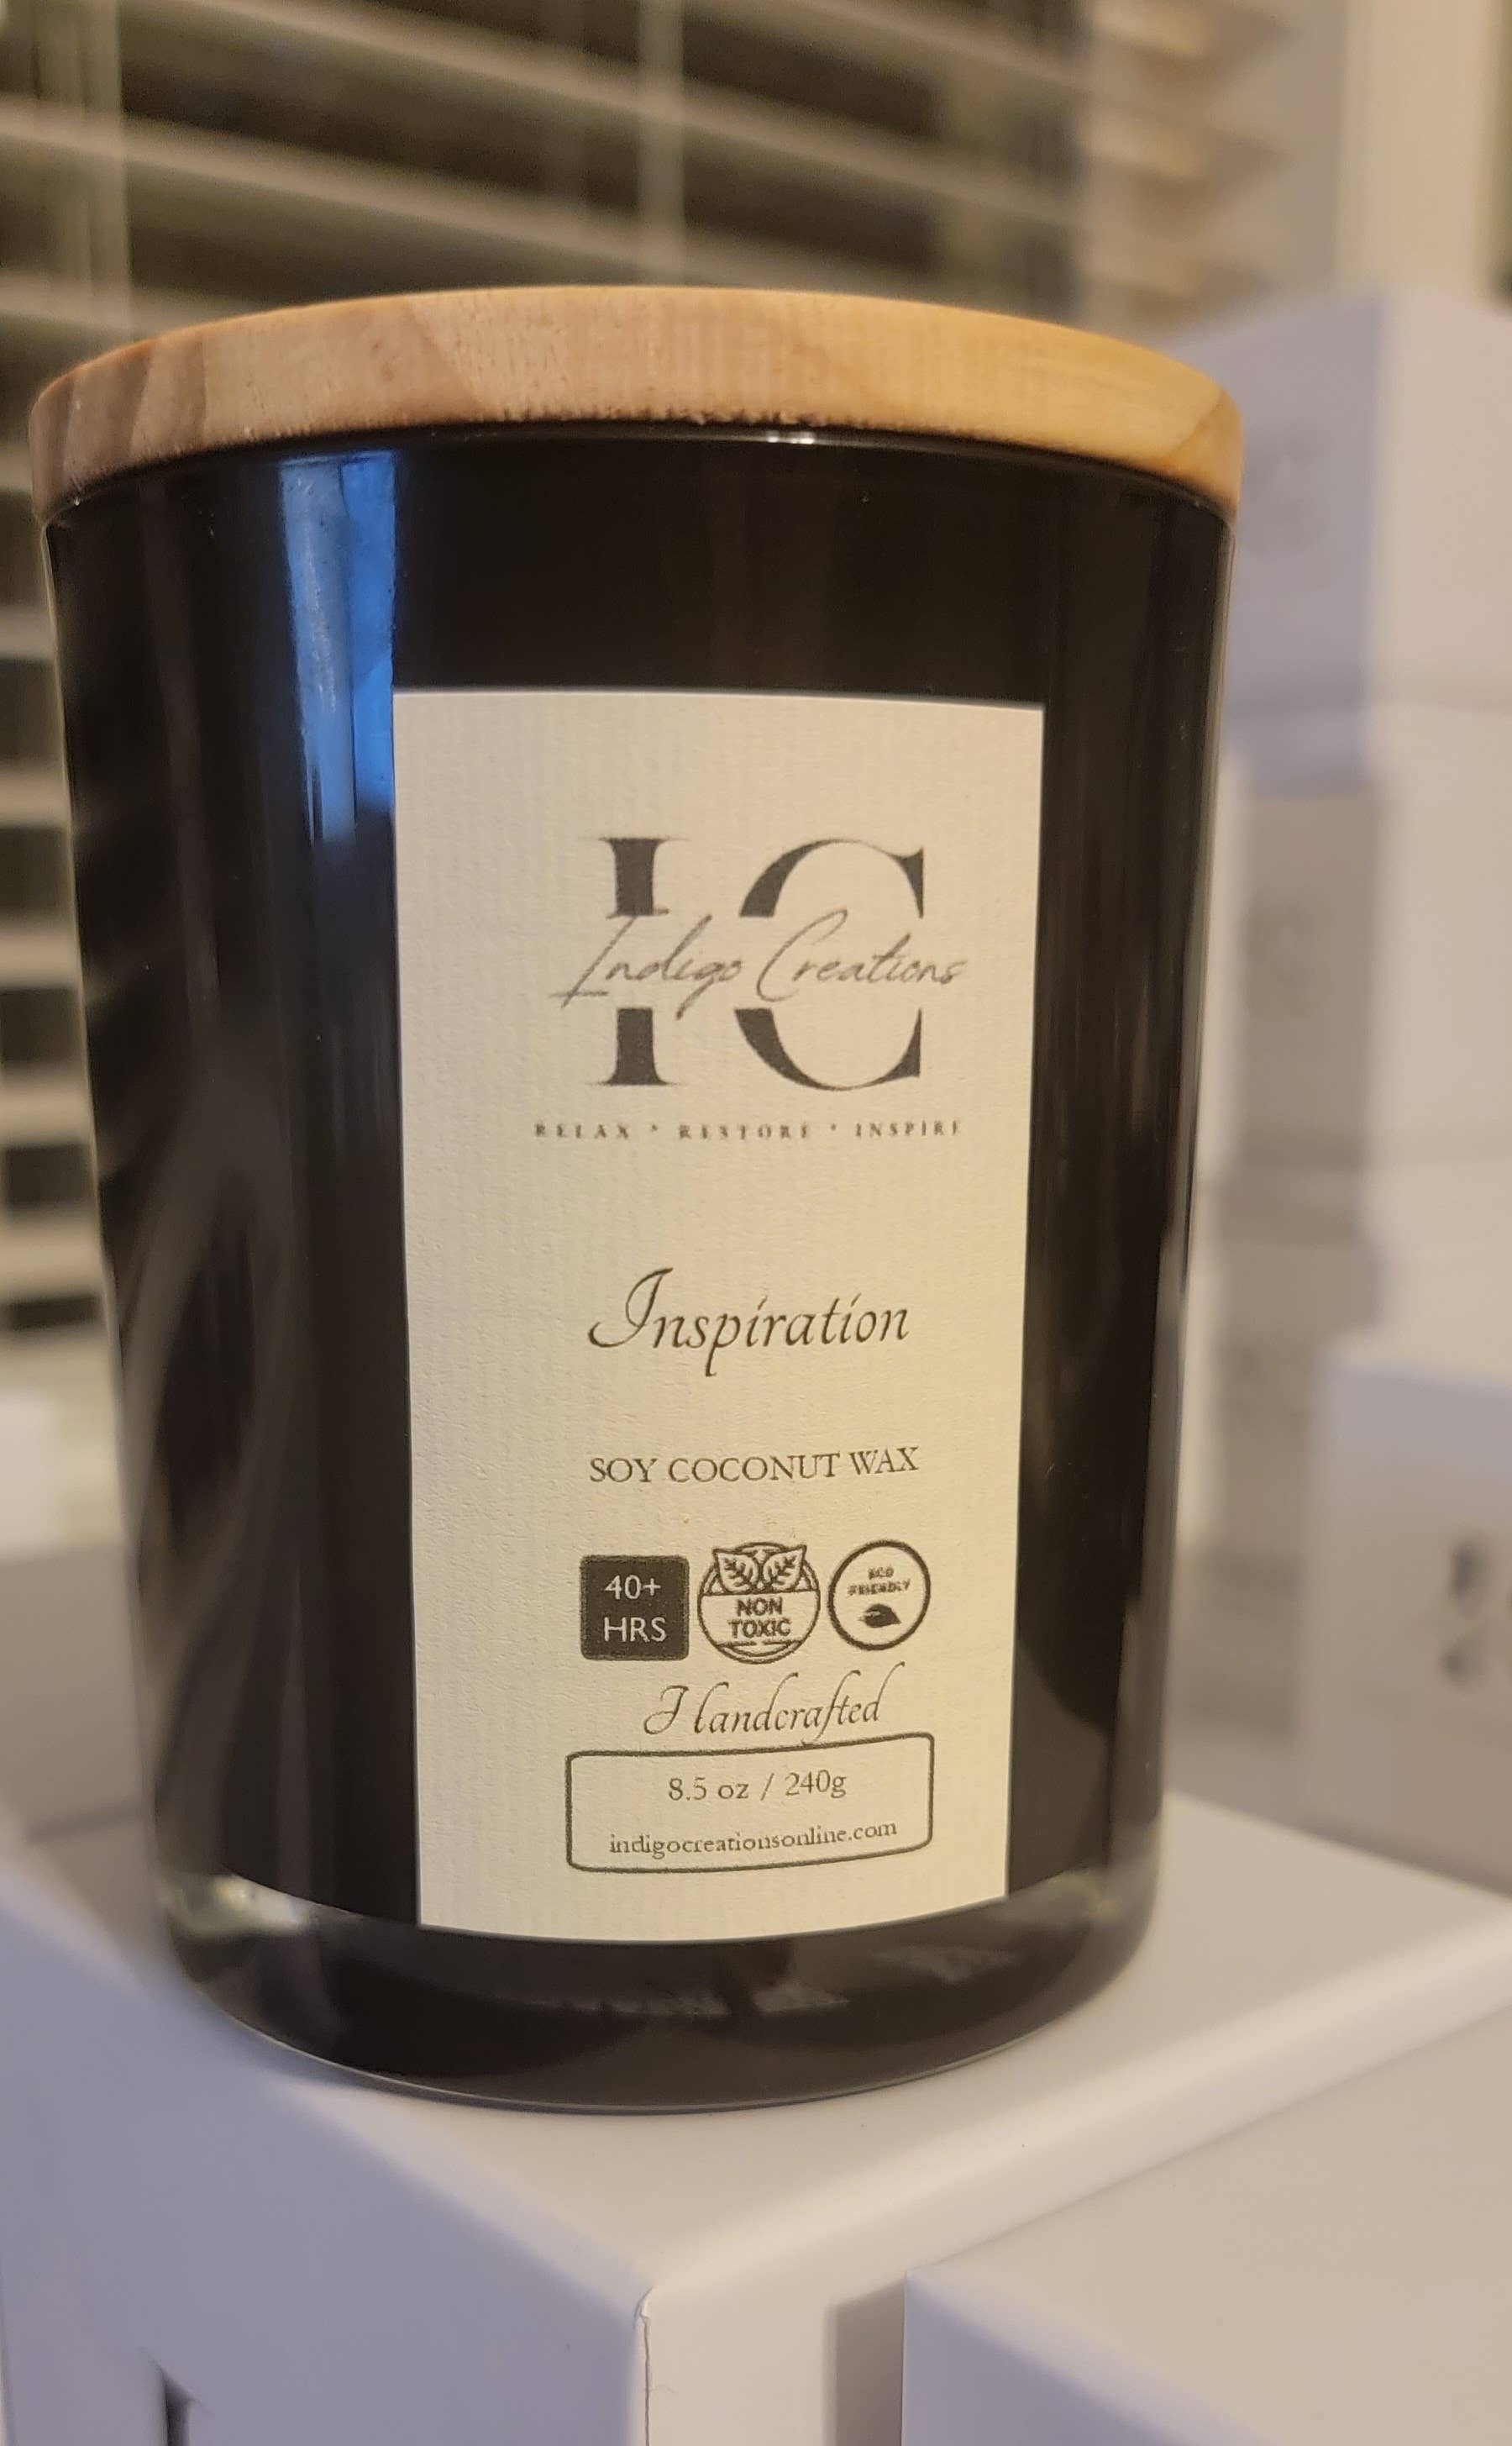 IC
Indigo Creations
RELAX * RESTORE * INSPIRE
Inspiration
SOY COCONUT WAX
40+
HRS
NON
TOXIC
ECO
FRIENDLY
Handcrafted
8.5 oz / 240g
indigocreationsonline.com